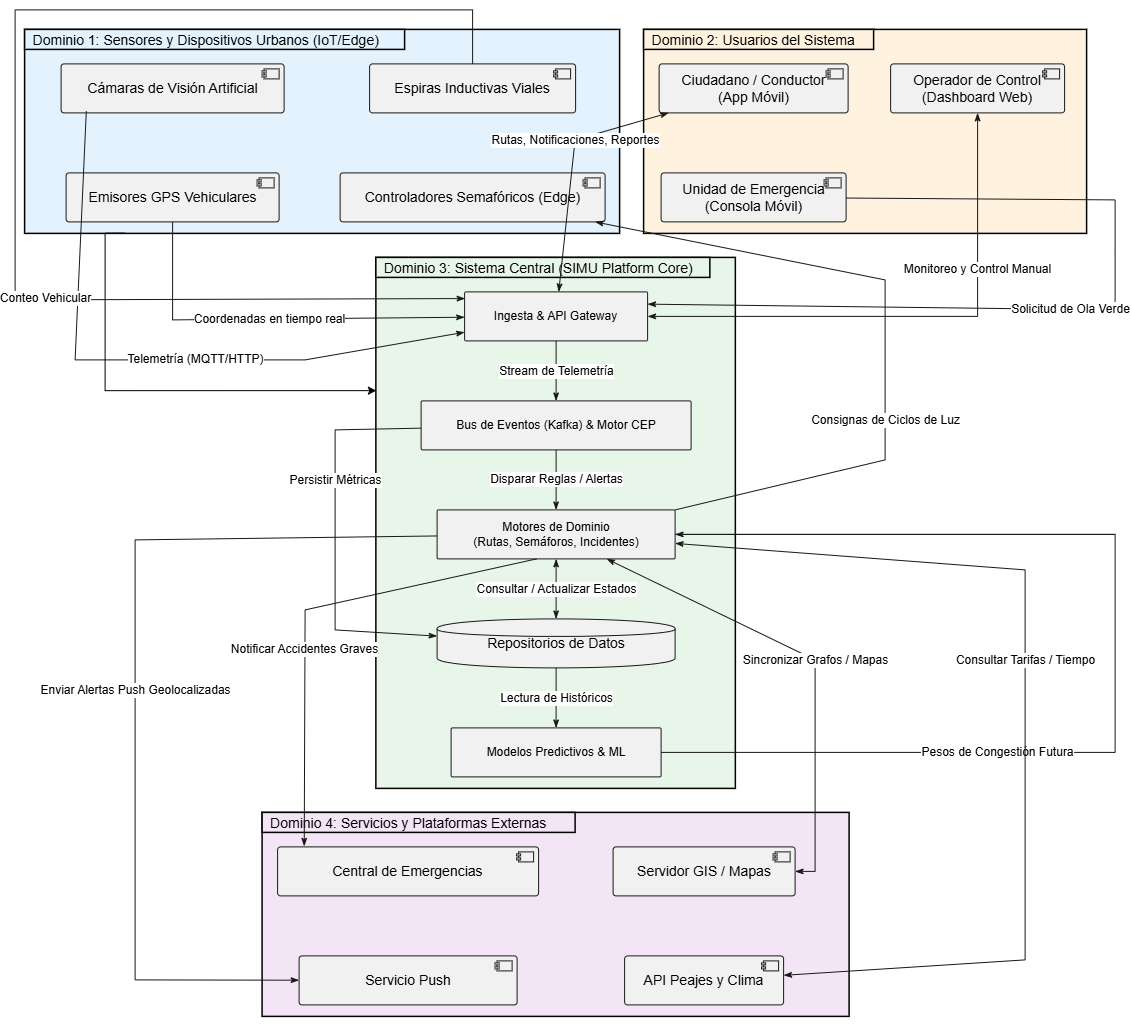 Dominio 1: Sensores y Dispositivos Urbanos (IoT/Edge)
Dominio 2: Usuarios del Sistema
Cámaras de Visión Artificial
Espiras Inductivas Viales
Ciudadano / Conductor
(App Móvil)
Operador de Control
(Dashboard Web)
Rutas, Notificaciones, Reportes
Emisores GPS Vehiculares
Controladores Semafóricos (Edge)
Unidad de Emergencia
(Consola Móvil)
Dominio 3: Sistema Central (SIMU Platform Core)
Monitoreo y Control Manual
Conteo Vehicular
Solicitud de Ola Verde
Coordenadas en tiempo real
Ingesta & API Gateway
Telemetría (MQTT/HTTP)
Stream de Telemetría
Bus de Eventos (Kafka) & Motor CEP
Consignas de Ciclos de Luz
Persistir Métricas
Disparar Reglas / Alertas
Motores de Dominio
(Rutas, Semáforos, Incidentes)
Consultar / Actualizar Estados
Repositorios de Datos
Notificar Accidentes Graves
Sincronizar Grafos / Mapas
Consultar Tarifas / Tiempo
Enviar Alertas Push Geolocalizadas
Lectura de Históricos
Modelos Predictivos & ML
Pesos de Congestión Futura
Dominio 4: Servicios y Plataformas Externas
Central de Emergencias
Servidor GIS / Mapas
Servicio Push
API Peajes y Clima